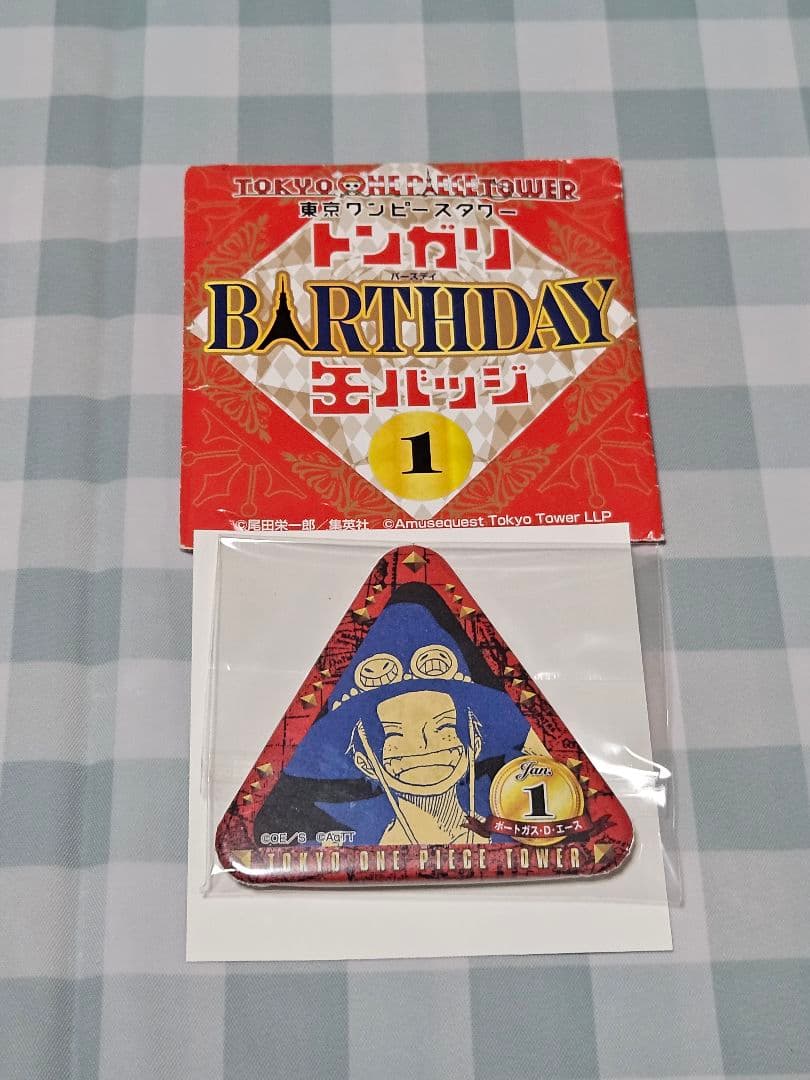 TOKYO ONE PIECE TOWER
東京ワンピースタワー
トンガリ
バースデイ
BIRTHDAY
缶バッジ
1
©尾田栄一郎／集英社 ©Amusequest Tokyo Tower LLP
Jan.
1
ポートガス・D・エース
©OE/S ©AqTT
TOKYO ONE PIECE TOWER